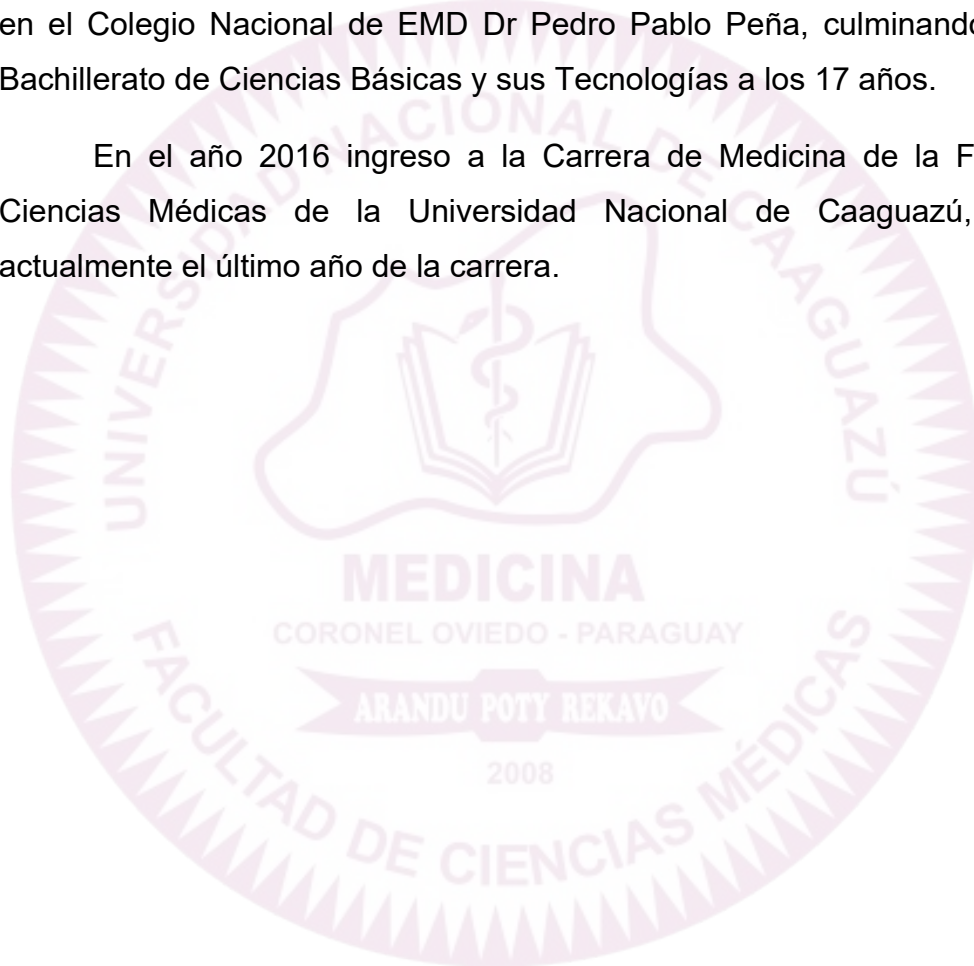 en el Colegio Nacional de EMD Dr Pedro Pablo Peña, culminando
Bachillerato de Ciencias Básicas y sus Tecnologías a los 17 años.
En el año 2016 ingreso a la Carrera de Medicina de la F
Ciencias Médicas de la Universidad Nacional de Caaguazú,
actualmente el último año de la carrera.
UNIVERSIDAD NACIONAL DE CAAGUAZÚ
MEDICINA
CORONEL OVIEDO - PARAGUAY
ARANDU POTY REKAVO
2008
FACULTAD DE CIENCIAS MÉDICAS